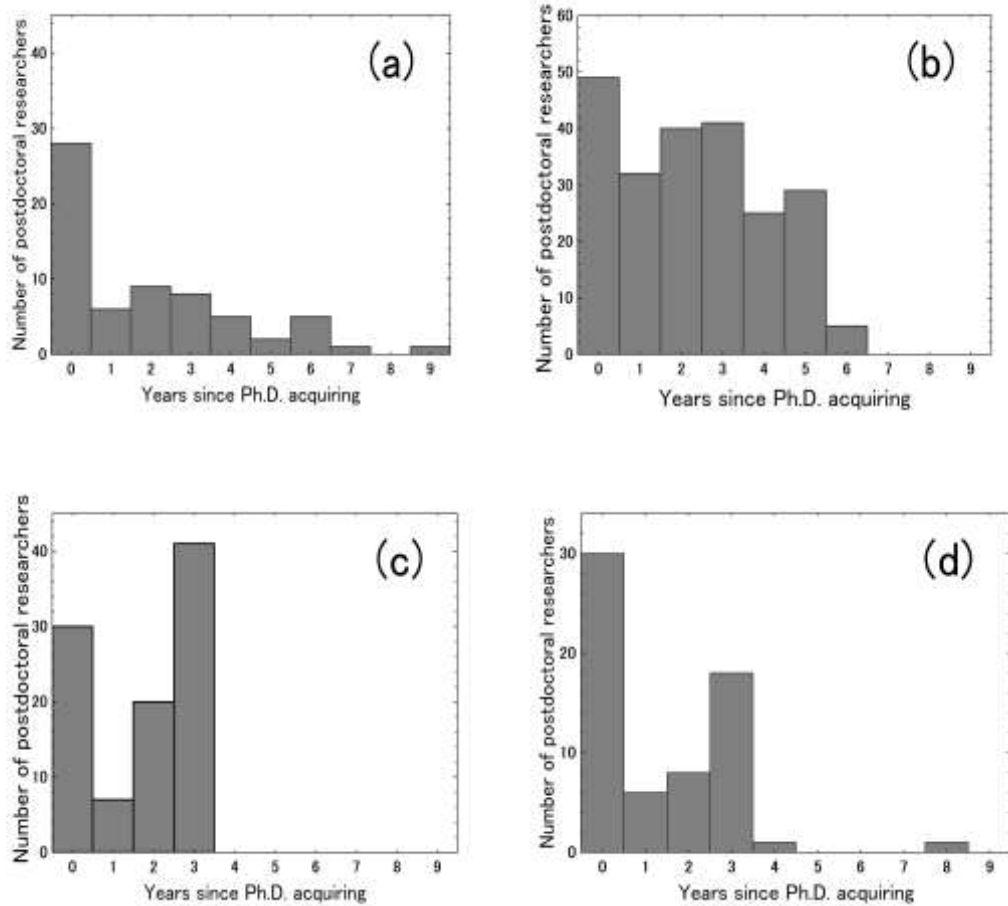 (a)
Number of postdoctoral researchers
40
30
20
10
0
0 1 2 3 4 5 6 7 8 9
Years since Ph.D. acquiring
(b)
Number of postdoctoral researchers
60
50
40
30
20
10
0
0 1 2 3 4 5 6 7 8 9
Years since Ph.D. acquiring
(c)
Number of postdoctoral researchers
40
30
20
10
0
0 1 2 3 4 5 6 7 8 9
Years since Ph.D. acquiring
(d)
Number of postdoctoral researchers
30
20
10
0
0 1 2 3 4 5 6 7 8 9
Years since Ph.D. acquiring